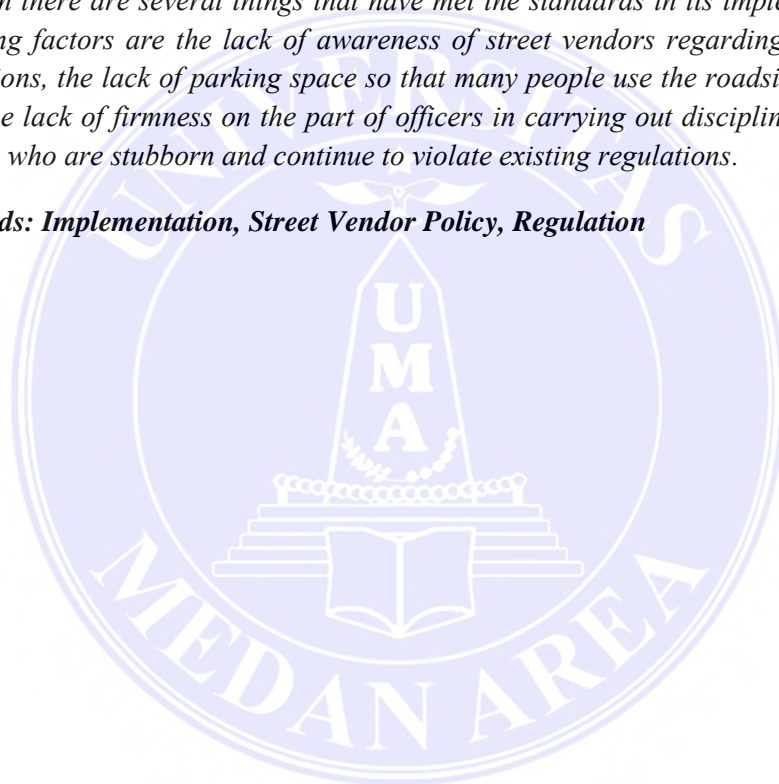 there are several things that have met the standards in its imple
ng factors are the lack of awareness of street vendors regarding
ions, the lack of parking space so that many people use the roadsi
e lack of firmness on the part of officers in carrying out disciplin
who are stubborn and continue to violate existing regulations.
ds: Implementation, Street Vendor Policy, Regulation
UNIVERSITAS
UMA
MEDAN AREA